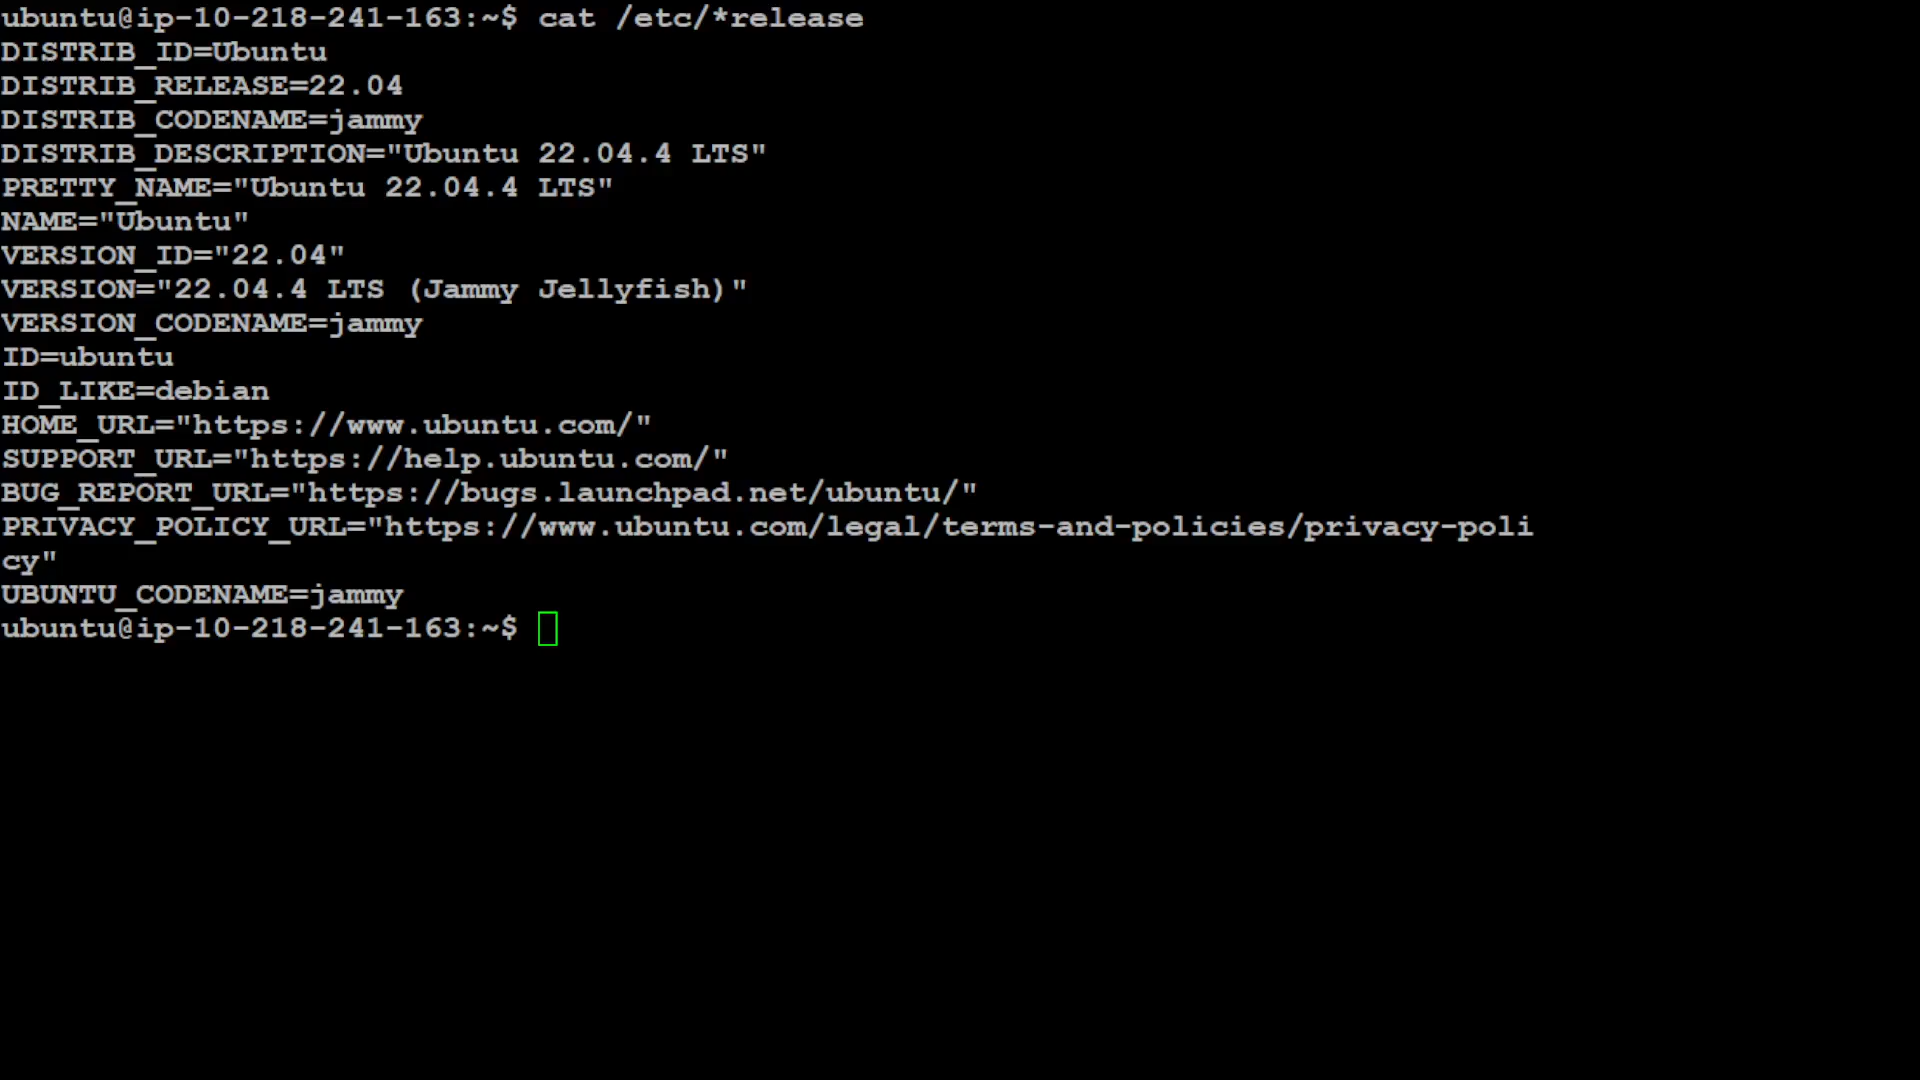 ubuntu@ip-10-218-241-163:~$ cat /etc/*release
DISTRIB_ID=Ubuntu
DISTRIB_RELEASE=22.04
DISTRIB_CODENAME=jammy
DISTRIB_DESCRIPTION="Ubuntu 22.04.4 LTS"
PRETTY_NAME="Ubuntu 22.04.4 LTS"
NAME="Ubuntu"
VERSION_ID="22.04"
VERSION="22.04.4 LTS (Jammy Jellyfish)"
VERSION_CODENAME=jammy
ID=ubuntu
ID_LIKE=debian
HOME_URL="https://www.ubuntu.com/"
SUPPORT_URL="https://help.ubuntu.com/"
BUG_REPORT_URL="https://bugs.launchpad.net/ubuntu/"
PRIVACY_POLICY_URL="https://www.ubuntu.com/legal/terms-and-policies/privacy-poli
cy"
UBUNTU_CODENAME=jammy
ubuntu@ip-10-218-241-163:~$